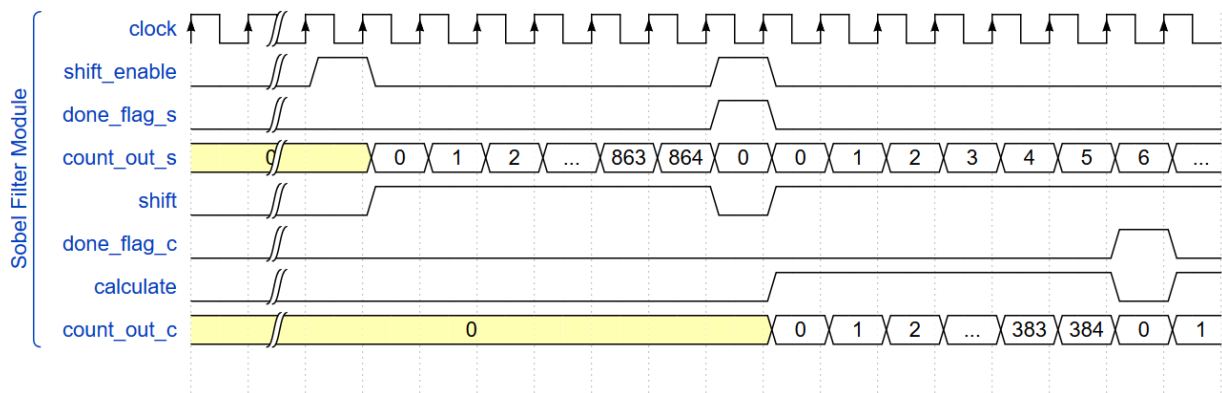 Sobel Filter Module
clock
shift_enable
done_flag_s
count_out_s 0 0 1 2 ... 863 864 0 0 1 2 3 4 5 6 ...
shift
done_flag_c
calculate
count_out_c 0 0 1 2 ... 383 384 0 1